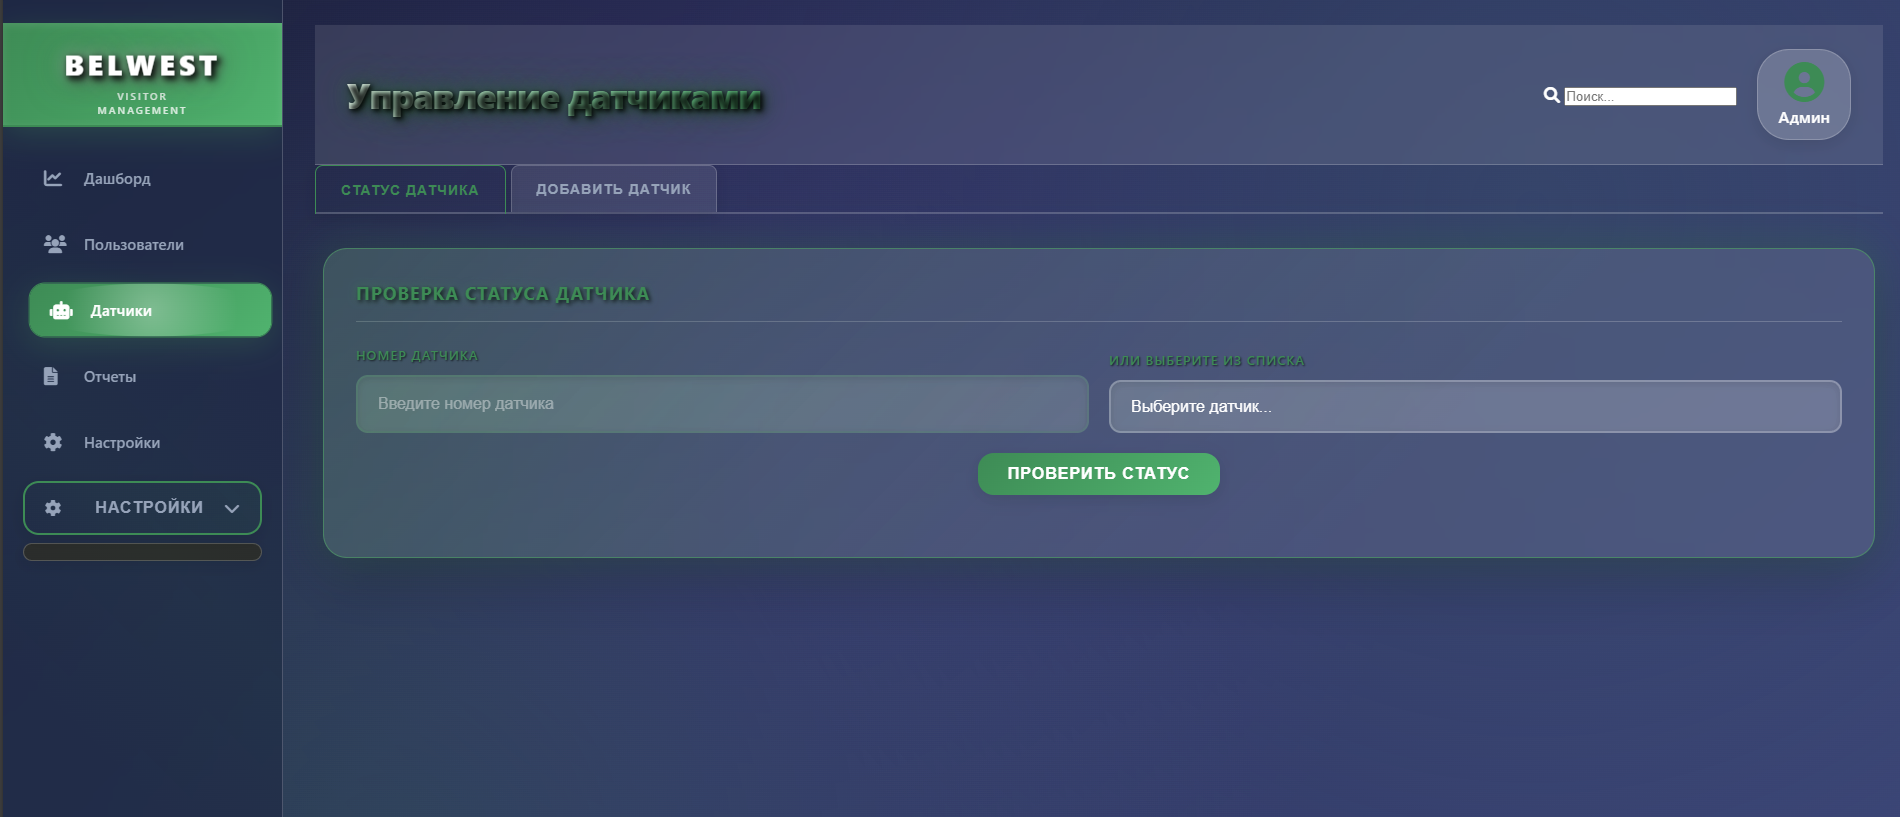 BELWEST
VISITOR
MANAGEMENT
Дашборд
Пользователи
Датчики
Отчеты
Настройки
НАСТРОЙКИ
Управление датчиками
Поиск...
Админ
СТАТУС ДАТЧИКА
ДОБАВИТЬ ДАТЧИК
ПРОВЕРКА СТАТУСА ДАТЧИКА
НОМЕР ДАТЧИКА
Введите номер датчика
ИЛИ ВЫБЕРИТЕ ИЗ СПИСКА
Выберите датчик...
ПРОВЕРИТЬ СТАТУС